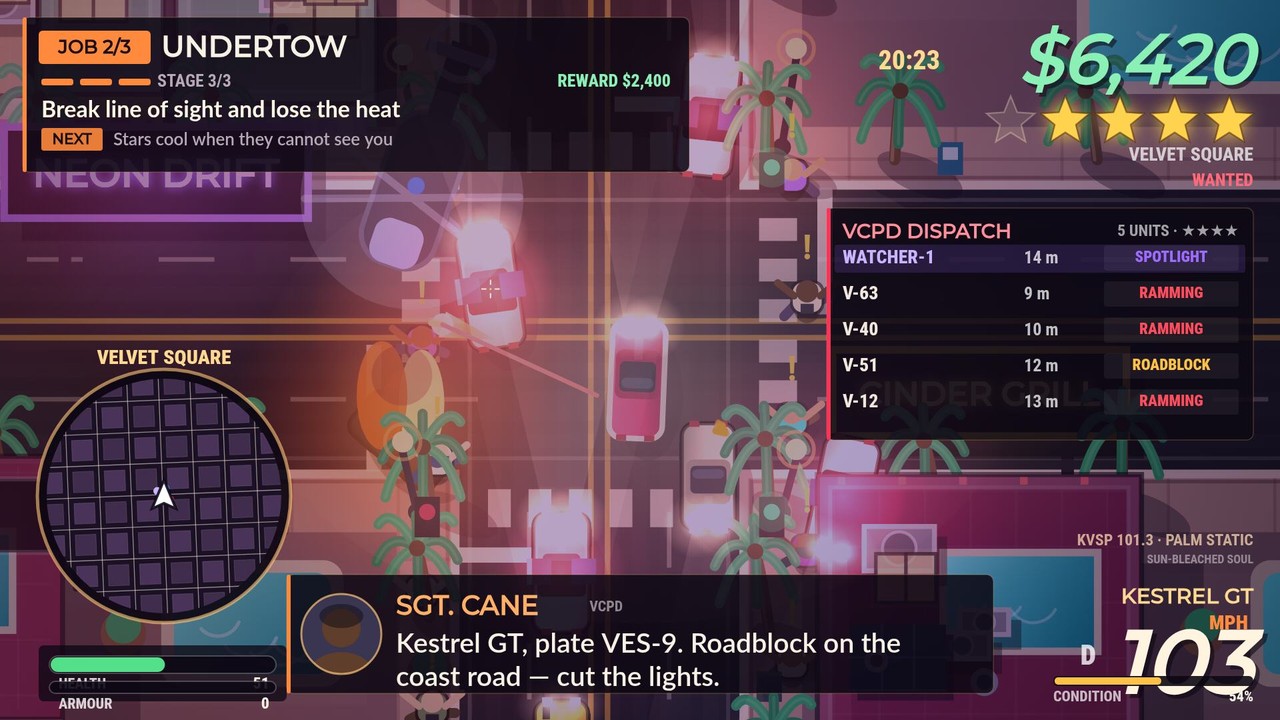 JOB 2/3 UNDERTOW
STAGE 3/3 REWARD $2,400
Break line of sight and lose the heat
NEXT Stars cool when they cannot see you
NEON DRIFT
20:23
$6,420
VELVET SQUARE
WANTED
VCPD DISPATCH 5 UNITS · ★★★★
WATCHER-1 14 m SPOTLIGHT
V-63 9 m RAMMING
V-40 10 m RAMMING
V-51 12 m ROADBLOCK
V-12 13 m RAMMING
CINDER GRILL
VELVET SQUARE
HEALTH 51
ARMOUR 0
SGT. CANE VCPD
Kestrel GT, plate VES-9. Roadblock on the
coast road — cut the lights.
KVSP 101.3 · PALM STATIC
SUN-BLEACHED SOUL
KESTREL GT
MPH
D 103
CONDITION 54%